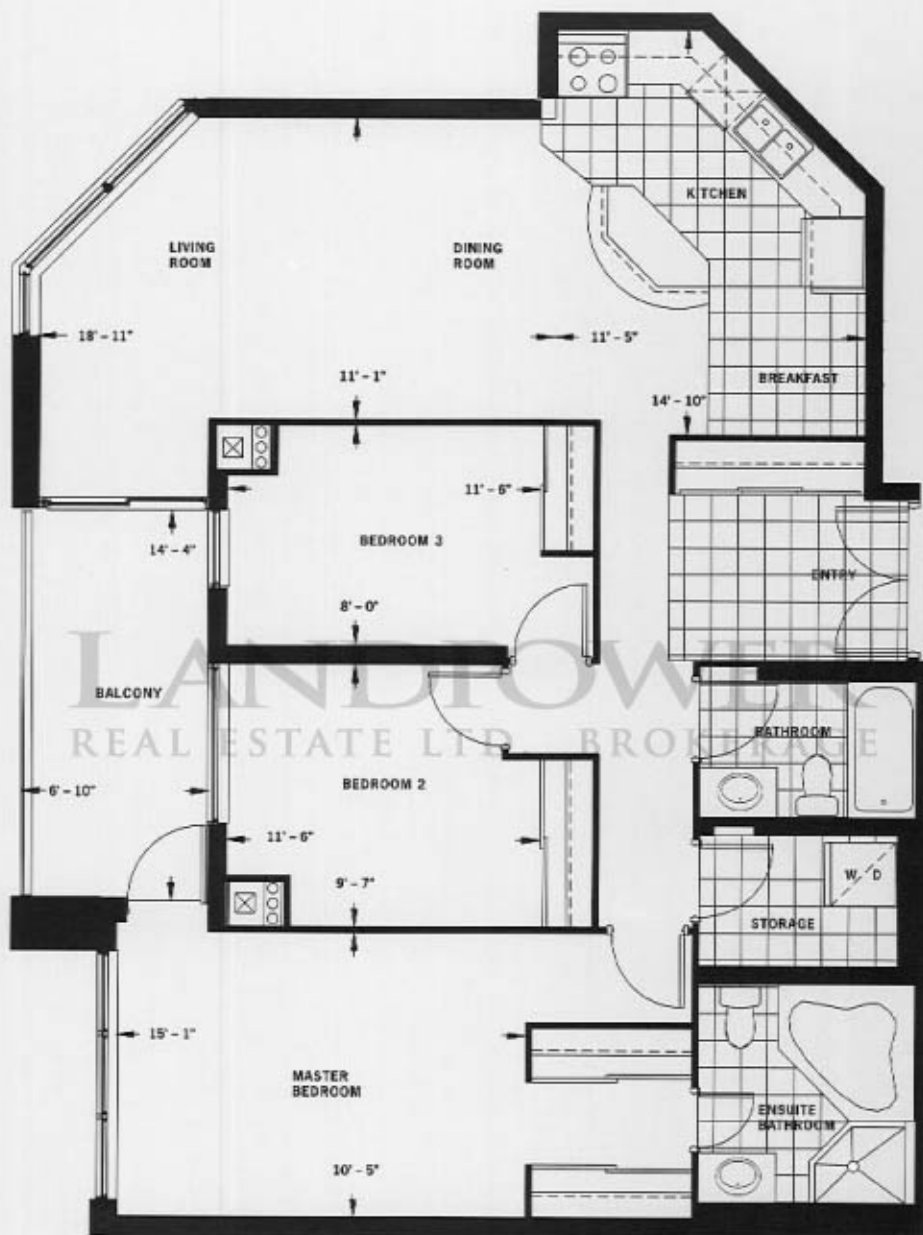 KITCHEN
LIVING
ROOM
DINING
ROOM
18' – 11"
11' – 5"
11' – 1"
BREAKFAST
14' – 10"
11' – 6"
14' – 4"
BEDROOM 3
ENTRY
8' – 0"
LANDPOWER
REAL ESTATE LTD. BROKERAGE
BALCONY
BATHROOM
6' – 10"
BEDROOM 2
11' – 6"
9' – 7"
W D
STORAGE
15' – 1"
MASTER
BEDROOM
ENSUITE
BATHROOM
10' – 5"